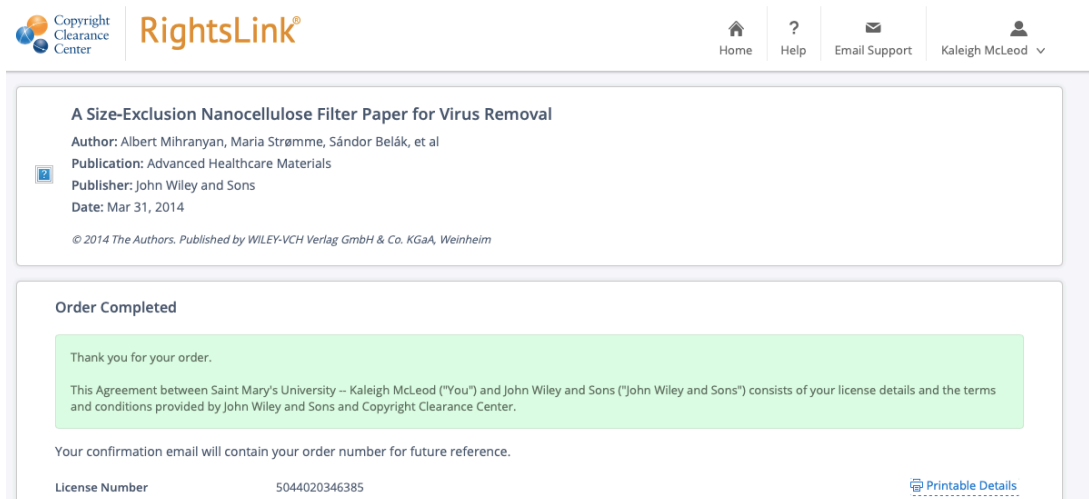 Copyright
Clearance
Center
RightsLink®
Home
?
Help
Email Support
Kaleigh McLeod
A Size-Exclusion Nanocellulose Filter Paper for Virus Removal
Author: Albert Mihranyan, Maria Strømme, Sándor Belák, et al
Publication: Advanced Healthcare Materials
?
Publisher: John Wiley and Sons
Date: Mar 31, 2014
© 2014 The Authors. Published by WILEY-VCH Verlag GmbH & Co. KGaA, Weinheim
Order Completed
Thank you for your order.
This Agreement between Saint Mary's University -- Kaleigh McLeod ("You") and John Wiley and Sons ("John Wiley and Sons") consists of your license details and the terms
and conditions provided by John Wiley and Sons and Copyright Clearance Center.
Your confirmation email will contain your order number for future reference.
License Number 5044020346385 Printable Details